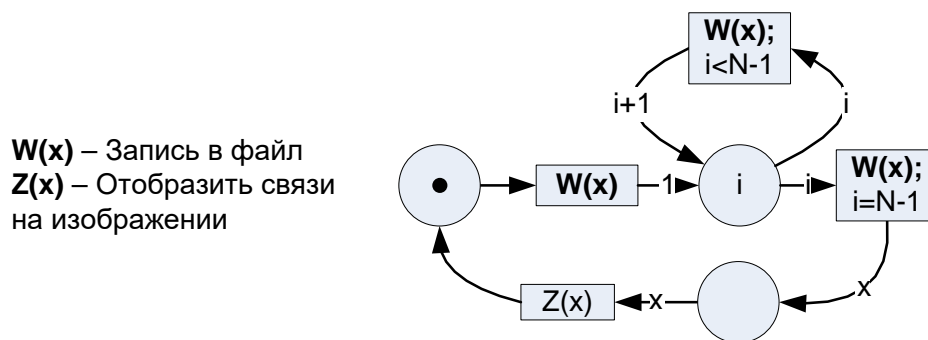 W(x) – Запись в файл
Z(x) – Отобразить связи
на изображении
W(x);
i<N-1
i+1
i
W(x)
1
i
i
W(x);
i=N-1
Z(x)
x
x